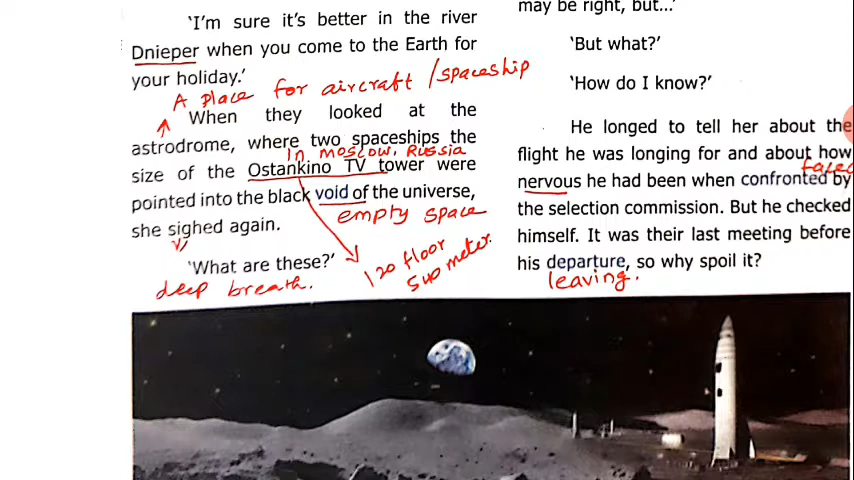 'I'm sure it's better in the river
Dnieper when you come to the Earth for
your holiday.'
A place for aircraft /spaceship
When they looked at the
astrodrome, where two spaceships the
In moscow, Russia
size of the Ostankino TV tower were
pointed into the black void of the universe,
empty space
she sighed again.
'What are these?'
120 floor
meter.
deep breath.
may be right, but...'
'But what?'
'How do I know?'
He longed to tell her about the
flight he was longing for and about how
faced
nervous he had been when confronted by
the selection commission. But he checked
himself. It was their last meeting before
his departure, so why spoil it?
leaving.